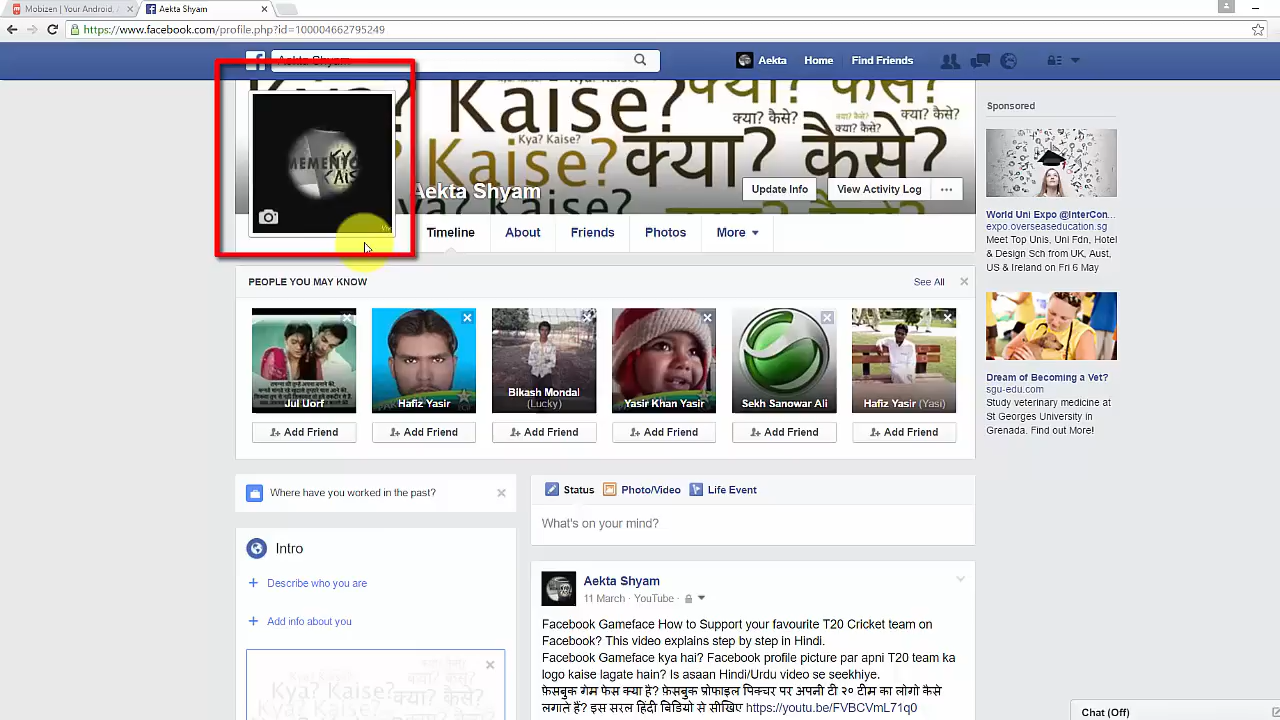 Mobizen | Your Android,
Aekta Shyam
https://www.facebook.com/profile.php?id=100004662795249
Aekta Shyam
Aekta
Home
Find Friends
Kya? Kaise?
Kya? Kaise?
Kaise?
क्या? कैसे?
क्या? कैसे?
क्या? कैसे?
Aekta Shyam
Update Info
View Activity Log
Timeline
About
Friends
Photos
More
PEOPLE YOU MAY KNOW
See All
Jul Uorf
Hafiz Yasir
Bikash Mondal
(Lucky)
Yasir Khan Yasir
Sekh Sanowar Ali
Hafiz Yasir (Yasi)
Add Friend
Add Friend
Add Friend
Add Friend
Add Friend
Add Friend
Sponsored
World Uni Expo @InterCon...
expo.overseaseducation.sg
Meet Top Unis, Uni Fdn, Hotel
& Design Sch from UK, Aust,
US & Ireland on Fri 6 May
Dream of Becoming a Vet?
sgu-edu.com
Study veterinary medicine at
St Georges University in
Grenada. Find out More!
Where have you worked in the past?
Intro
+ Describe who you are
+ Add info about you
Kya? Kaise?
क्या? कैसे?
Status
Photo/Video
Life Event
What's on your mind?
Aekta Shyam
11 March · YouTube ·
Facebook Gameface How to Support your favourite T20 Cricket team on
Facebook? This video explains step by step in Hindi.
Facebook Gameface kya hai? Facebook profile picture par apni T20 team ka
logo kaise lagate hain? Is asaan Hindi/Urdu video se seekhiye.
फेसबुक गेम फेस क्या है? फेसबुक प्रोफाइल पिक्चर पर अपनी टी २० टीम का लोगो कैसे
लगाते हैं? इस सरल हिंदी विडियो से सीखिए https://youtu.be/FVBCVmL71q0
Chat (Off)